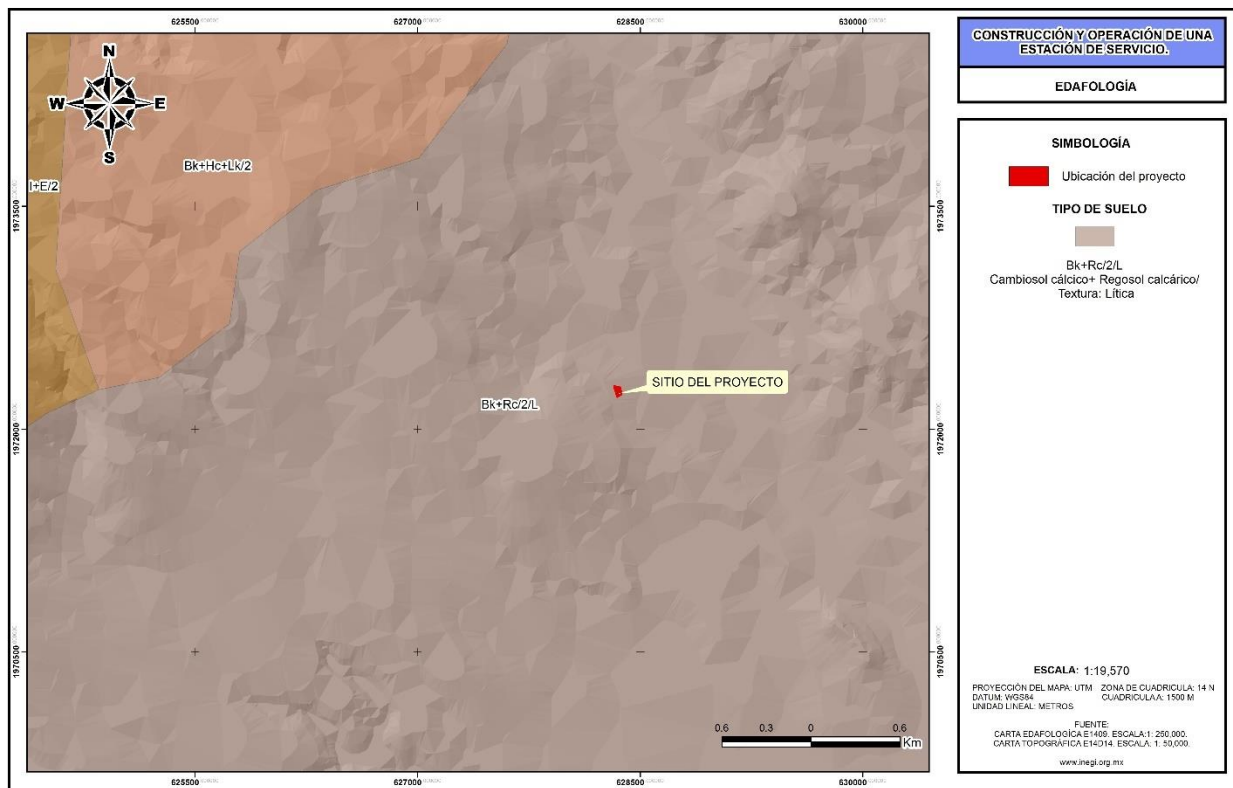 625500
627000
628500
630000
N
W
E
S
I+E/2
Bk+Hc+Lk/2
1973500
1973500
SITIO DEL PROYECTO
Bk+Rc/2/L
1972000
1972000
1970500
1970500
0.6 0.3 0 0.6
Km
625500
627000
628500
630000
CONSTRUCCIÓN Y OPERACIÓN DE UNA
ESTACIÓN DE SERVICIO.
EDAFOLOGÍA
SIMBOLOGÍA
Ubicación del proyecto
TIPO DE SUELO
Bk+Rc/2/L
Cambiosol cálcico+ Regosol calcárico/
Textura: Lítica
ESCALA: 1:19,570
PROYECCIÓN DEL MAPA: UTM ZONA DE CUADRICULA: 14 N
DATUM: WGS84 CUADRICULA A: 1500 M
UNIDAD LINEAL: METROS
FUENTE:
CARTA EDAFOLOGÍCA E1409. ESCALA:1: 250,000.
CARTA TOPOGRÁFICA E14D14. ESCALA: 1: 50,000.
www.inegi.org.mx